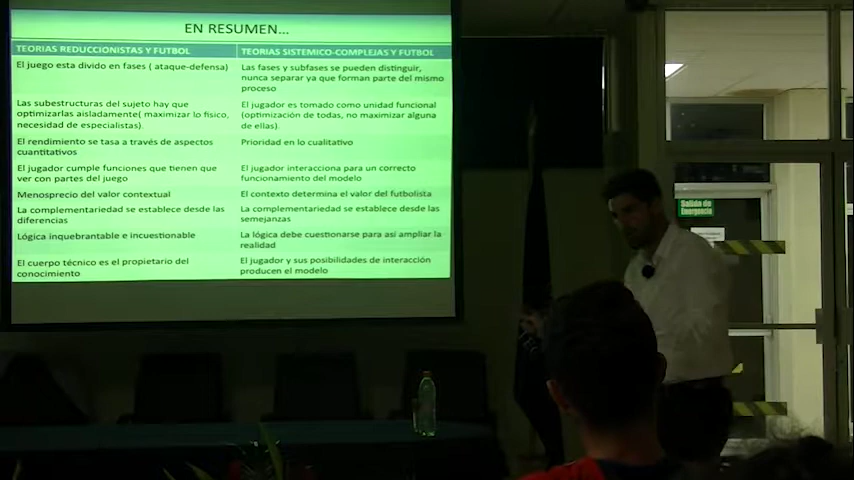 EN RESUMEN...
TEORIAS REDUCCIONISTAS Y FUTBOL
TEORIAS SISTEMICO-COMPLEJAS Y FUTBOL
El juego esta divido en fases ( ataque-defensa)
Las fases y subfases se pueden distinguir,
nunca separar ya que forman parte del mismo
proceso
Las subestructuras del sujeto hay que
optimizarlas aisladamente( maximizar lo fisico,
necesidad de especialistas)
El jugador es tomado como unidad funcional
(optimización de todas, no maximizar alguna
de ellas)
El rendimiento se tasa a través de aspectos
cuantitativos
Prioridad en lo cualitativo
El jugador cumple funciones que tienen que
ver con partes del juego
El jugador interacciona para un correcto
funcionamiento del modelo
Menosprecio del valor contextual
El contexto determina el valor del futbolista
La complementariedad se establece desde las
diferencias
La complementariedad se establece desde las
semejanzas
Lógica inquebrantable e incuestionable
La lógica debe cuestionarse para asi ampliar la
realidad
El cuerpo técnico es el propietario del
conocimiento
El jugador y sus posibilidades de interacción
producen el modelo
Salida de
Emergencia